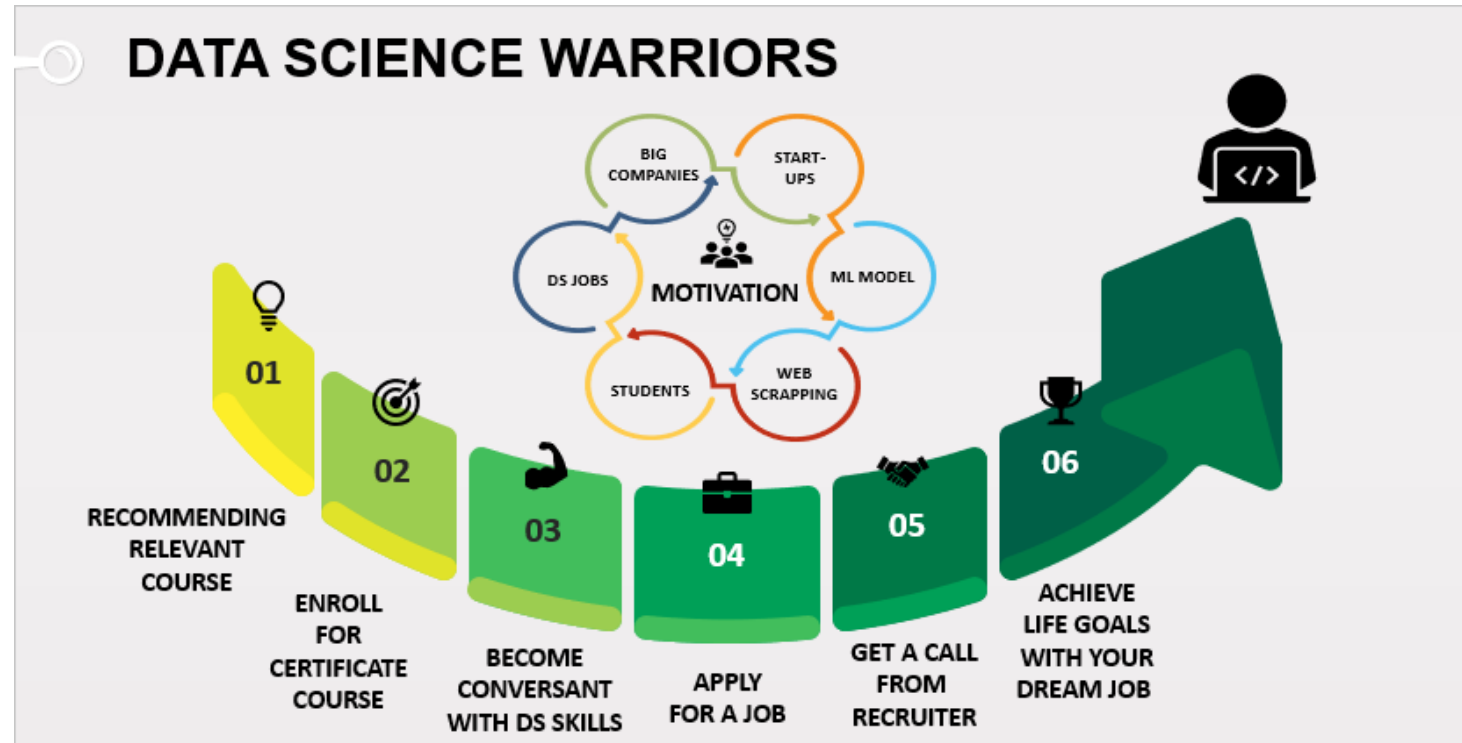 DATA SCIENCE WARRIORS
BIG
COMPANIES
START-
UPS
DS JOBS
MOTIVATION
ML MODEL
STUDENTS
WEB
SCRAPPING
</>
01
RECOMMENDING
RELEVANT
COURSE
02
ENROLL
FOR
CERTIFICATE
COURSE
03
BECOME
CONVERSANT
WITH DS SKILLS
04
APPLY
FOR A JOB
05
GET A CALL
FROM
RECRUITER
06
ACHIEVE
LIFE GOALS
WITH YOUR
DREAM JOB